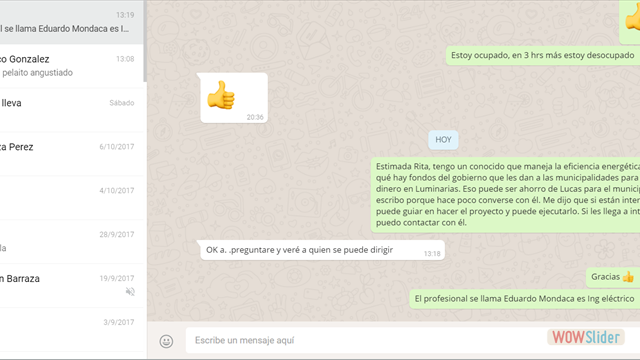 13:19
l se llama Eduardo Mondaca es I…
co Gonzalez
13:08
pelaito angustiado
lleva
Sábado
za Perez
6/10/2017
4/10/2017
28/9/2017
la
n Barraza
19/9/2017
3/9/2017
Estoy ocupado, en 3 hrs más estoy desocupado
20:36
HOY
Estimada Rita, tengo un conocido que maneja la eficiencia energética
qué hay fondos del gobierno que les dan a las municipalidades para
dinero en Luminarias. Eso puede ser ahorro de Lucas para el munici
escribo porque hace poco converse con él. Me dijo que si están inter
puede guiar en hacer el proyecto y puede ejecutarlo. Si les llega a int
puedo contactar con él.
OK a. .preguntare y veré a quien se puede dirigir
13:18
Gracias 👍
El profesional se llama Eduardo Mondaca es Ing eléctrico
Escribe un mensaje aquí
WOWSlider